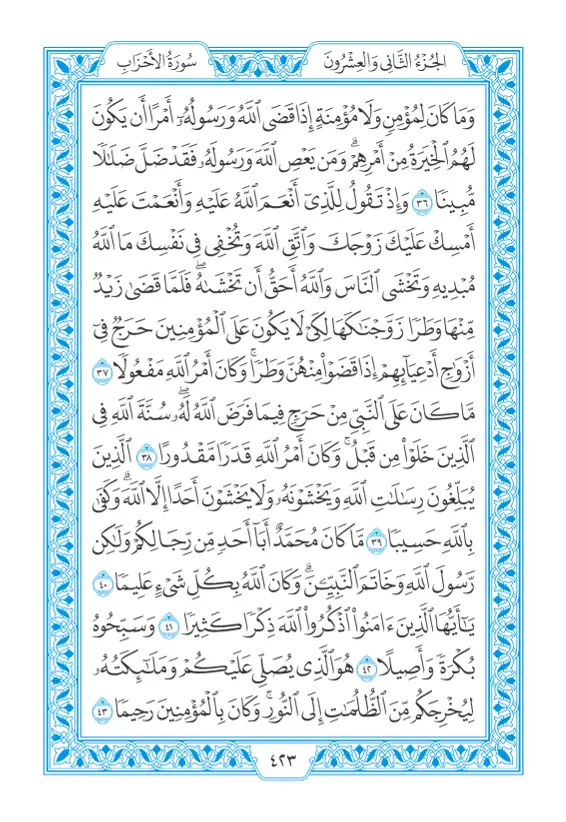 الجُزْءُ الثَّانِي وَالعِشْرُونَ
سُورَةُ الأَحْزَابِ
وَمَا كَانَ لِمُؤْمِنٍ وَلَا مُؤْمِنَةٍ إِذَا قَضَى ٱللَّهُ وَرَسُولُهُۥٓ أَمْرًا أَن يَكُونَ
لَهُمُ ٱلْخِيَرَةُ مِنْ أَمْرِهِمْۗ وَمَن يَعْصِ ٱللَّهَ وَرَسُولَهُۥ فَقَدْ ضَلَّ ضَلَٰلًا
مُّبِينًا ٣٦ وَإِذْ تَقُولُ لِلَّذِىٓ أَنْعَمَ ٱللَّهُ عَلَيْهِ وَأَنْعَمْتَ عَلَيْهِ
أَمْسِكْ عَلَيْكَ زَوْجَكَ وَٱتَّقِ ٱللَّهَ وَتُخْفِى فِى نَفْسِكَ مَا ٱللَّهُ
مُبْدِيهِ وَتَخْشَى ٱلنَّاسَ وَٱللَّهُ أَحَقُّ أَن تَخْشَىٰهُۖ فَلَمَّا قَضَىٰ زَيْدٌ
مِّنْهَا وَطَرًا زَوَّجْنَٰكَهَا لِكَىْ لَا يَكُونَ عَلَى ٱلْمُؤْمِنِينَ حَرَجٌ فِىٓ
أَزْوَٰجِ أَدْعِيَآئِهِمْ إِذَا قَضَوْا۟ مِنْهُنَّ وَطَرًاۚ وَكَانَ أَمْرُ ٱللَّهِ مَفْعُولًا ٣٧
مَّا كَانَ عَلَى ٱلنَّبِىِّ مِنْ حَرَجٍ فِيمَا فَرَضَ ٱللَّهُ لَهُۥۖ سُنَّةَ ٱللَّهِ فِى
ٱلَّذِينَ خَلَوْا۟ مِن قَبْلُۚ وَكَانَ أَمْرُ ٱللَّهِ قَدَرًا مَّقْدُورًا ٣٨ ٱلَّذِينَ
يُبَلِّغُونَ رِسَٰلَٰتِ ٱللَّهِ وَيَخْشَوْنَهُۥ وَلَا يَخْشَوْنَ أَحَدًا إِلَّا ٱللَّهَۗ وَكَفَىٰ
بِٱللَّهِ حَسِيبًا ٣٩ مَّا كَانَ مُحَمَّدٌ أَبَآ أَحَدٍ مِّن رِّجَالِكُمْ وَلَٰكِن
رَّسُولَ ٱللَّهِ وَخَاتَمَ ٱلنَّبِيِّۦنَۗ وَكَانَ ٱللَّهُ بِكُلِّ شَىْءٍ عَلِيمًا ٤٠
يَٰٓأَيُّهَا ٱلَّذِينَ ءَامَنُوا۟ ٱذْكُرُوا۟ ٱللَّهَ ذِكْرًا كَثِيرًا ٤١ وَسَبِّحُوهُ
بُكْرَةً وَأَصِيلًا ٤٢ هُوَ ٱلَّذِى يُصَلِّى عَلَيْكُمْ وَمَلَٰٓئِكَتُهُۥ
لِيُخْرِجَكُم مِّنَ ٱلظُّلُمَٰتِ إِلَى ٱلنُّورِۚ وَكَانَ بِٱلْمُؤْمِنِينَ رَحِيمًا ٤٣
٤٢٣